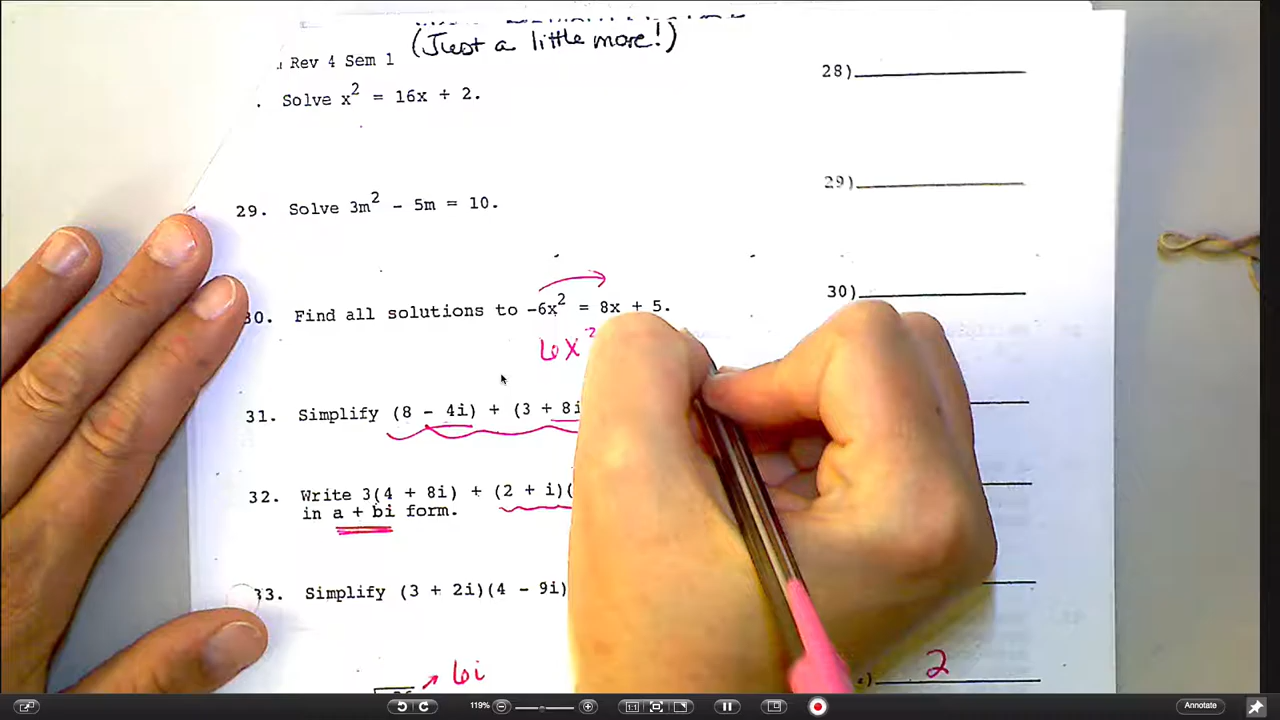 (Just a little more!)
Rev 4 Sem 1
. Solve x² = 16x + 2.
28)
29. Solve 3m² - 5m = 10.
29)
30. Find all solutions to -6x² = 8x + 5.
30)
6x²
31. Simplify (8 - 4i) + (3 + 8i
32. Write 3(4 + 8i) + (2 + i)(
in a + bi form.
33. Simplify (3 + 2i)(4 - 9i)
→ 6i
2
119%
1:1
Annotate